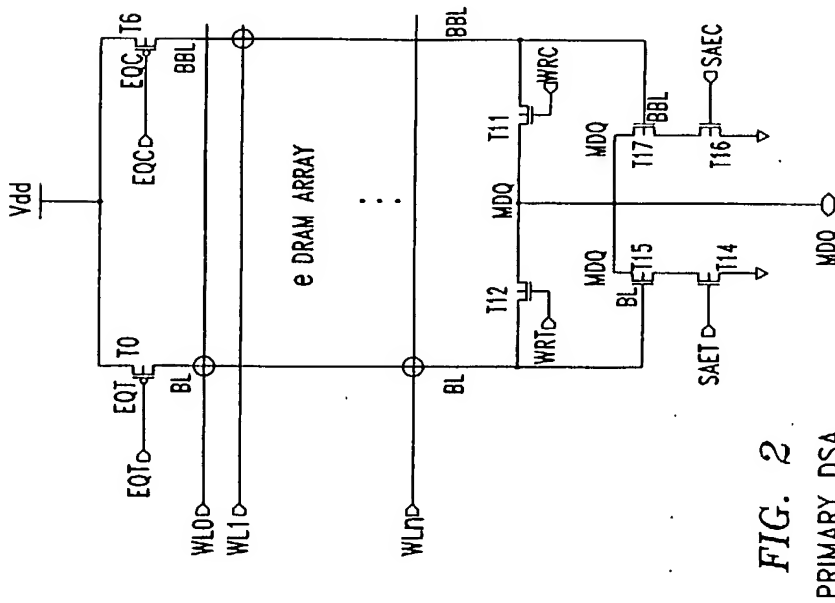 Vdd
EQT
EQT
T0
EQC
EQC
T6
BL
BBL
WL0
WL1
e DRAM ARRAY
. . .
WLn
BL
BBL
T12
MDQ
T11
WRT
WRC
MDQ
MDQ
BL
T15
T17
BBL
SAET
T14
T16
SAEC
MDQ
FIG. 2
PRIMARY DSA